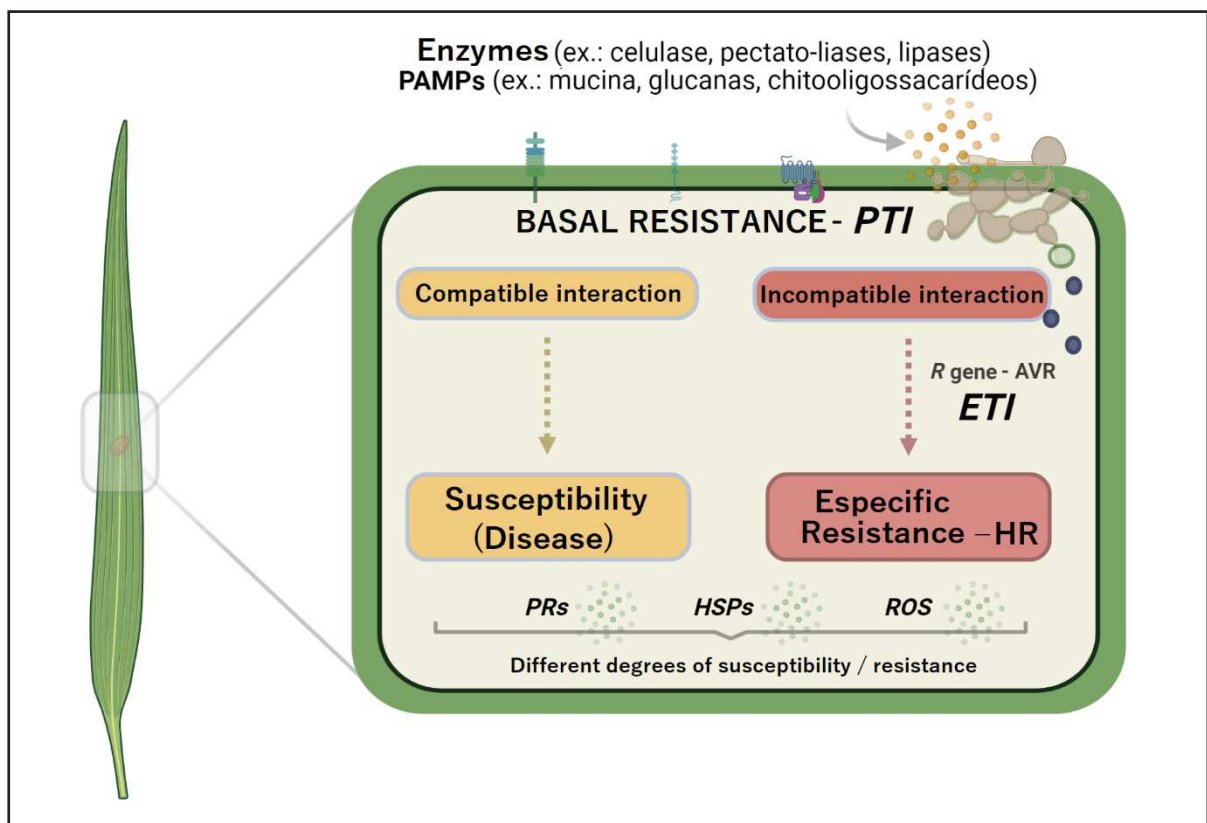 Enzymes (ex.: celulase, pectato-liases, lipases)
PAMPs (ex.: mucina, glucanas, chitooligossacarídeos)
BASAL RESISTANCE - PTI
Compatible interaction
Incompatible interaction
R gene - AVR
ETI
Susceptibility
(Disease)
Especific
Resistance –HR
PRs
HSPs
ROS
Different degrees of susceptibility / resistance